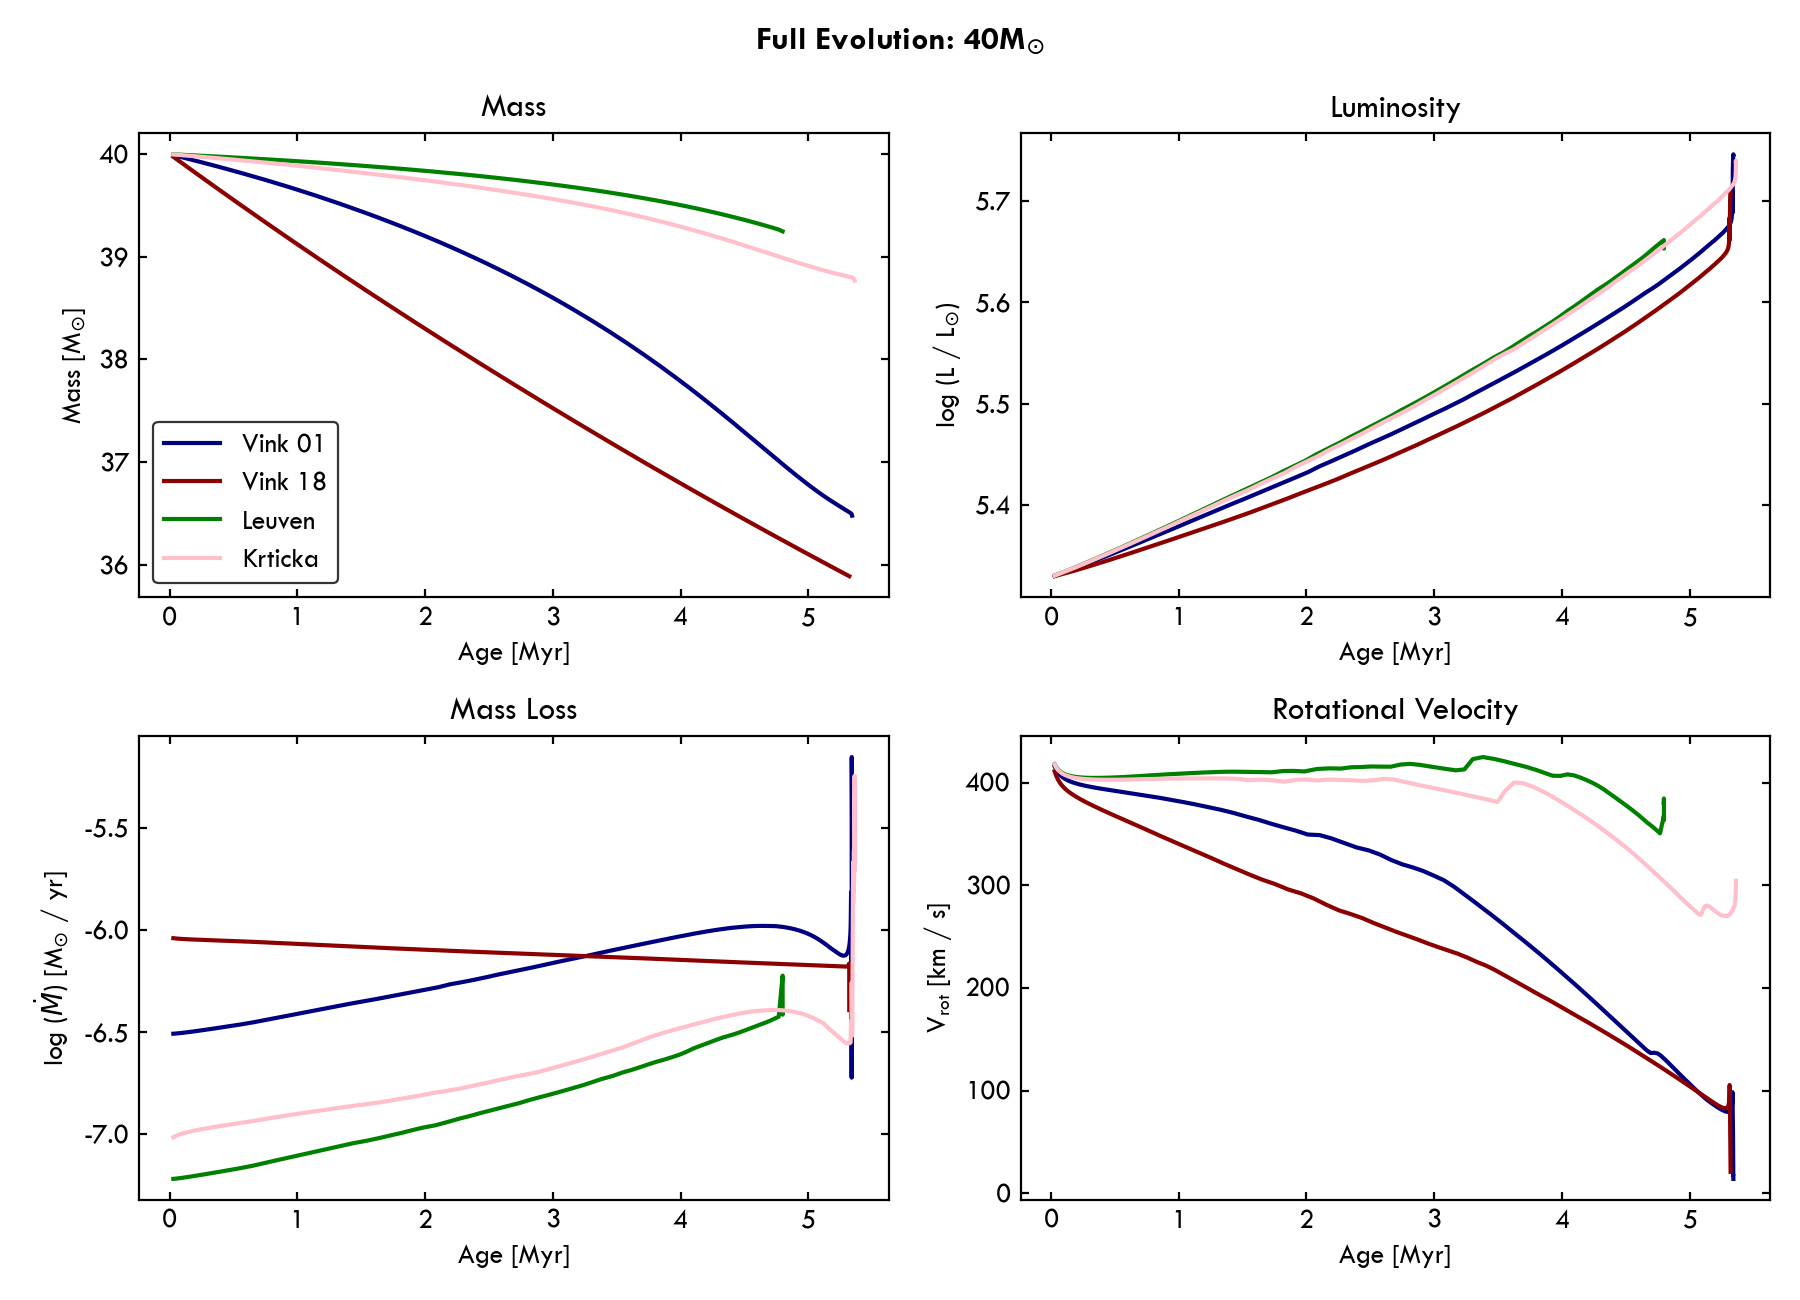 Full Evolution: 40M☉
Mass
Mass [M☉]
40
39
38
37
36
Vink 01
Vink 18
Leuven
Krticka
0 1 2 3 4 5
Age [Myr]
Luminosity
log (L / L☉)
5.7
5.6
5.5
5.4
0 1 2 3 4 5
Age [Myr]
Mass Loss
log (Ṁ) [M☉ / yr]
-5.5
-6.0
-6.5
-7.0
0 1 2 3 4 5
Age [Myr]
Rotational Velocity
Vrot [km / s]
400
300
200
100
0
0 1 2 3 4 5
Age [Myr]